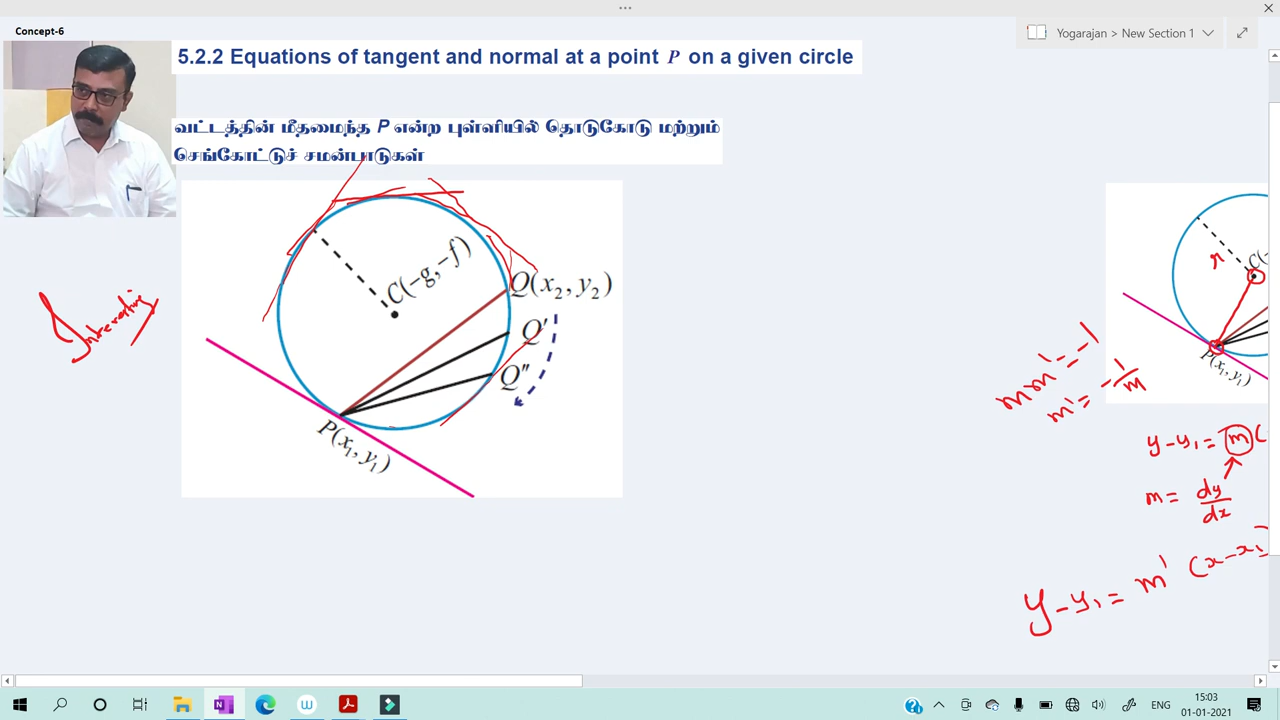 Concept-6
Yogarajan > New Section 1
5.2.2 Equations of tangent and normal at a point P on a given circle
வட்டத்தின் மீதமைந்த P என்ற புள்ளியில் தொடுகோடு மற்றும்
செங்கோட்டுச் சமன்பாடுகள்
C(-g, -f)
Q(x₂, y₂)
Q'
Q"
P(x₁, y₁)
Interesting
r
C(-
P(x₁, y₁)
mm' = -1
m' = -1/m
y - y₁ = m (
m = dy/dx
y - y₁ = m' (x - x₁)
ENG
15:03
01-01-2021